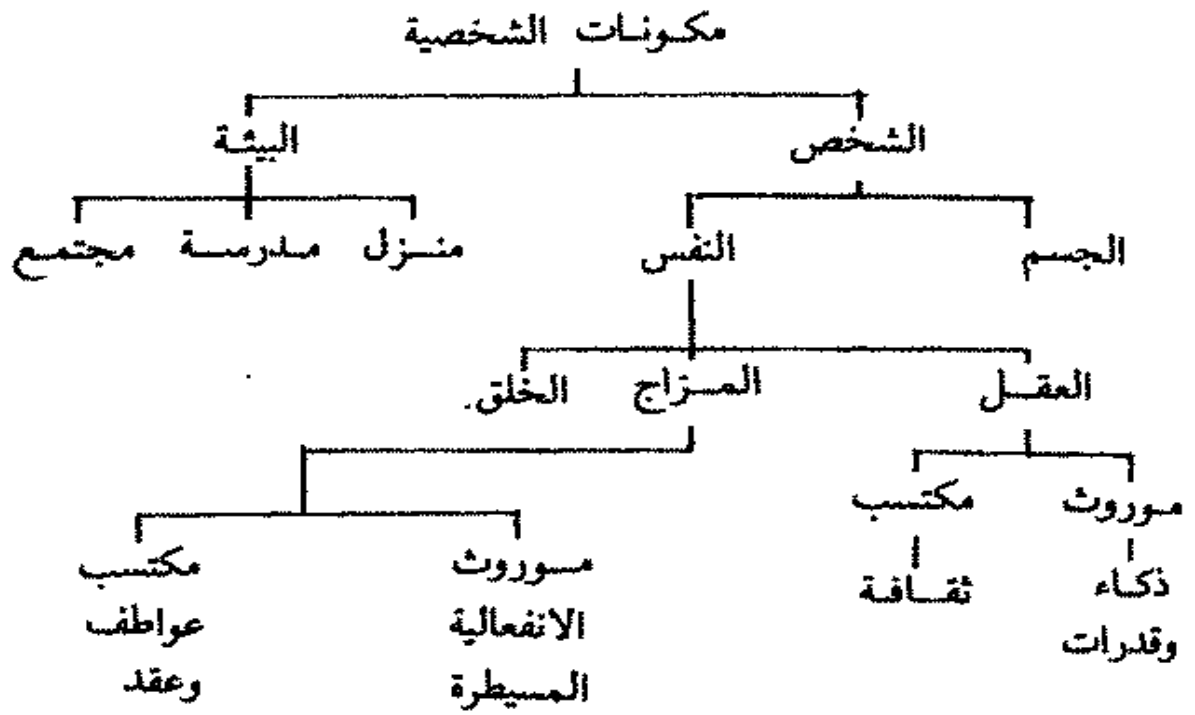 مكونات الشخصية
الشخص
البيئة
الجسم
النفس
منزل
مدرسة
مجتمع
العقل
المزاج
الخلق.
موروث
مكتسب
ذكاء
وقدرات
ثقافة
موروث
الانفعالية
المسيطرة
مكتسب
عواطف
وعقد